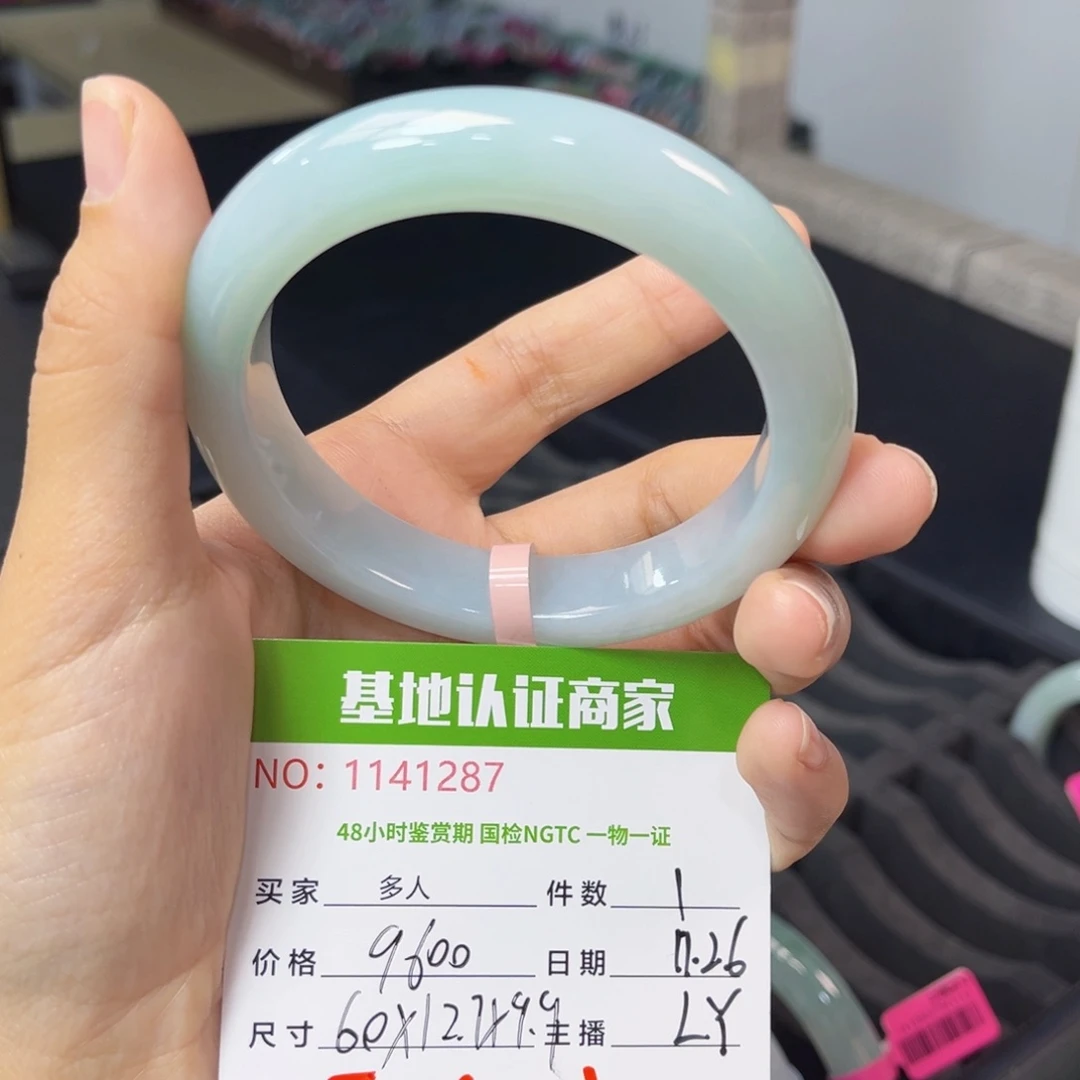 基地认证商家
NO: 1141287
48小时鉴赏期 国检NGTC 一物一证
买家 多人 件数 1
价格 9600 日期 11.26
尺寸 60X12.7X9.9 主播 LY